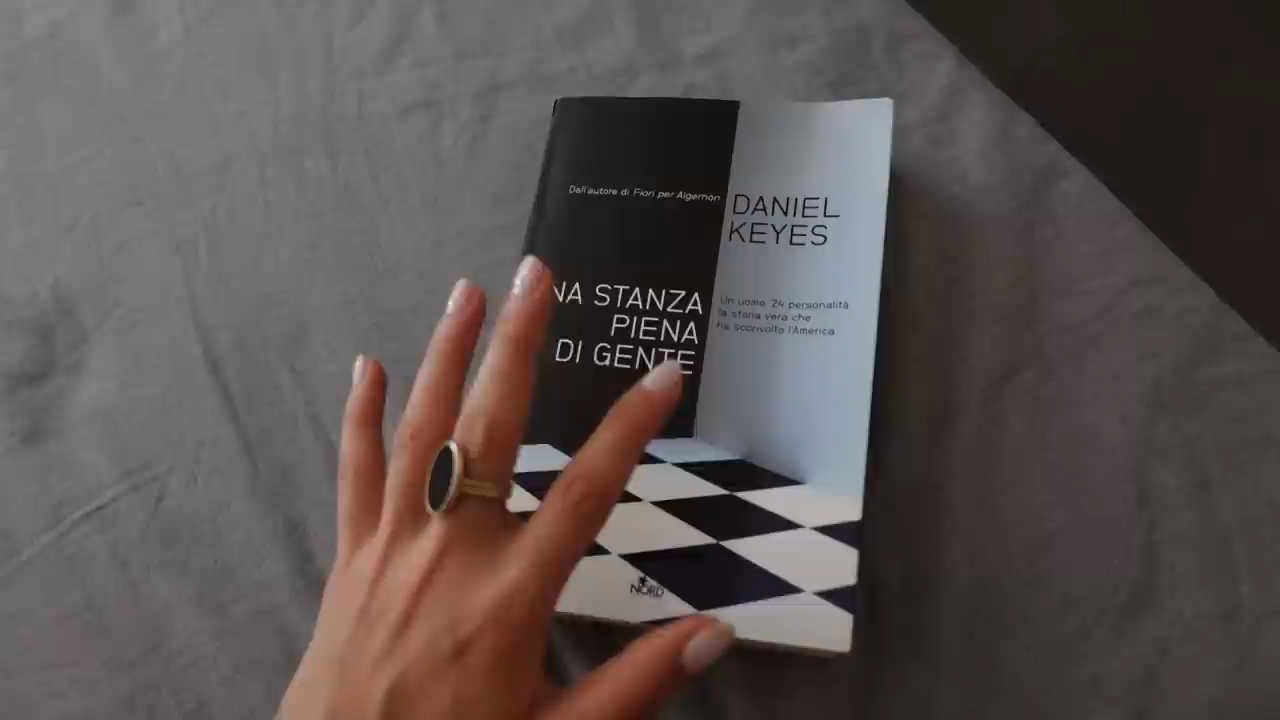 Dall'autore di Fiori per Algernon
DANIEL
KEYES
NA STANZA
PIENA
DI GENTE
Un uomo, 24 personalità
la storia vera che
ha sconvolto l'America
NORD